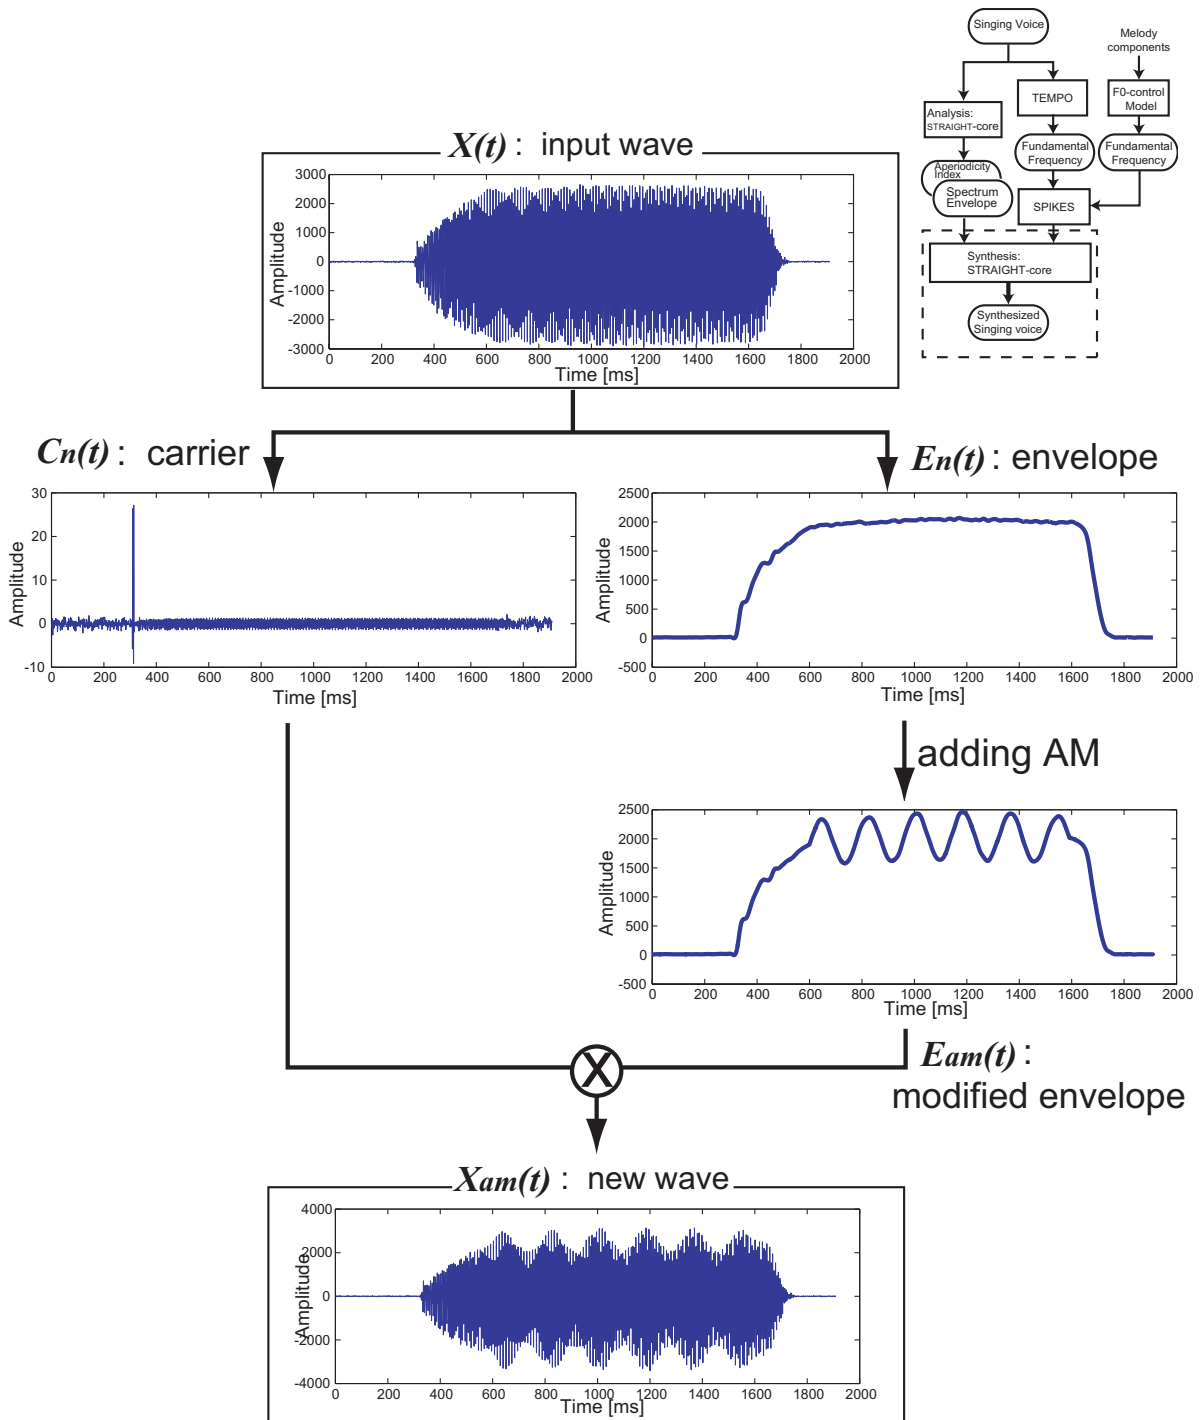 Singing Voice
Melody
components
TEMPO
F0-control
Model
Analysis:
STRAIGHT-core
Fundamental
Frequency
Fundamental
Frequency
Aperiodicity
Index
Spectrum
Envelope
SPIKES
Synthesis:
STRAIGHT-core
Synthesized
Singing voice
X(t) : input wave
3000
2000
1000
0
-1000
-2000
-3000
Amplitude
0 200 400 600 800 1000 1200 1400 1600 1800 2000
Time [ms]
Cn(t) : carrier
30
20
10
0
-10
Amplitude
0 200 400 600 800 1000 1200 1400 1600 1800 2000
Time [ms]
En(t) : envelope
2500
2000
1500
1000
500
0
-500
Amplitude
0 200 400 600 800 1000 1200 1400 1600 1800 2000
Time [ms]
adding AM
2500
2000
1500
1000
500
0
-500
Amplitude
0 200 400 600 800 1000 1200 1400 1600 1800 2000
Time [ms]
X
Eam(t) :
modified envelope
Xam(t) : new wave
4000
2000
0
-2000
-4000
Amplitude
0 200 400 600 800 1000 1200 1400 1600 1800 2000
Time [ms]